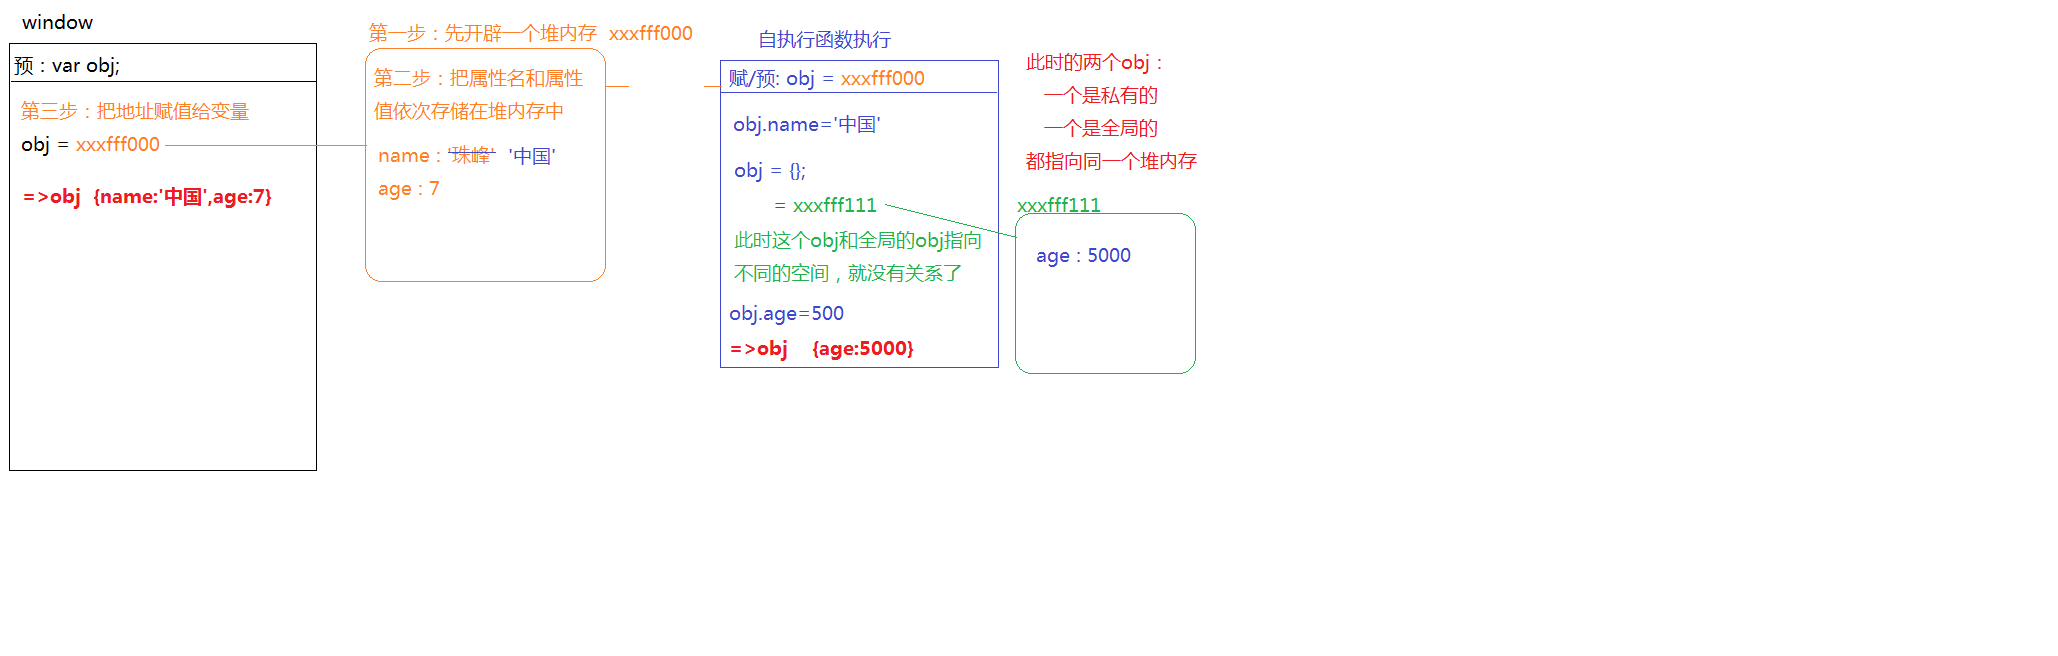 window
预：var obj;
第三步：把地址赋值给变量
obj = xxxfff000
=>obj {name:'中国',age:7}
第一步：先开辟一个堆内存 xxxfff000
第二步：把属性名和属性
值依次存储在堆内存中
name：'珠峰' '中国'
age：7
自执行函数执行
赋/预: obj = xxxfff000
obj.name='中国'
obj = {};
= xxxfff111
此时这个obj和全局的obj指向
不同的空间，就没有关系了
obj.age=500
=>obj {age:5000}
此时的两个obj：
一个是私有的
一个是全局的
都指向同一个堆内存
xxxfff111
age：5000